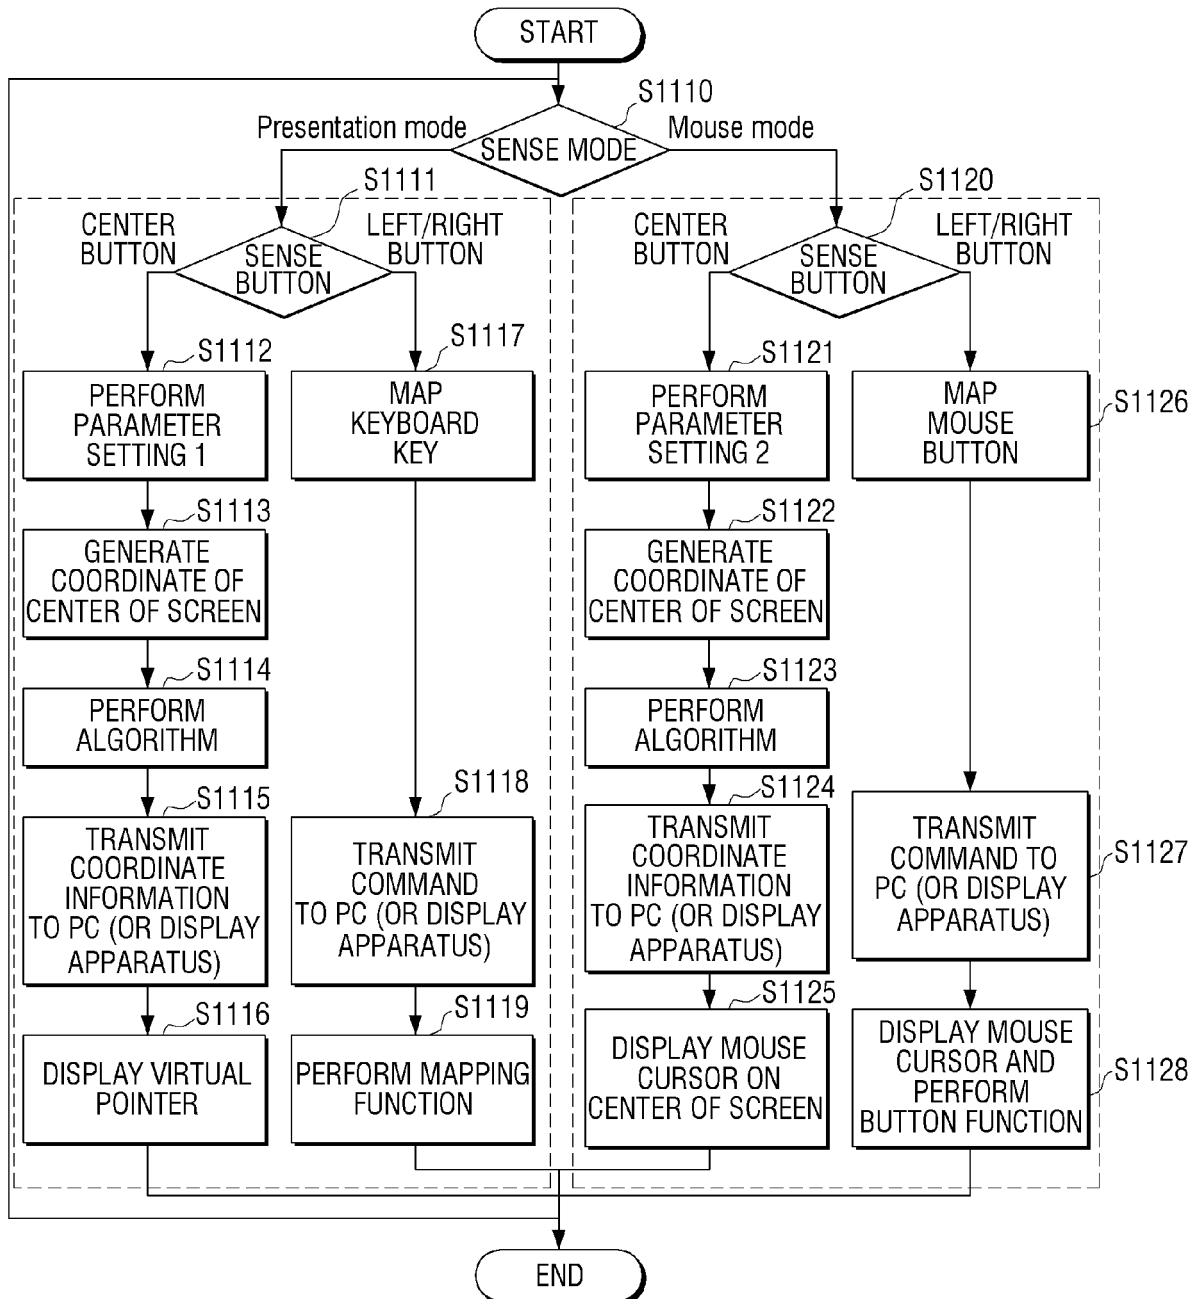 START
S1110
Presentation mode
Mouse mode
SENSE MODE
S1111
CENTER
BUTTON
LEFT/RIGHT
BUTTON
SENSE
BUTTON
S1112
PERFORM
PARAMETER
SETTING 1
S1117
MAP
KEYBOARD
KEY
S1113
GENERATE
COORDINATE OF
CENTER OF SCREEN
S1114
PERFORM
ALGORITHM
S1115
TRANSMIT
COORDINATE
INFORMATION
TO PC (OR DISPLAY
APPARATUS)
S1118
TRANSMIT
COMMAND
TO PC (OR DISPLAY
APPARATUS)
S1116
DISPLAY VIRTUAL
POINTER
S1119
PERFORM MAPPING
FUNCTION
S1120
CENTER
BUTTON
LEFT/RIGHT
BUTTON
SENSE
BUTTON
S1121
PERFORM
PARAMETER
SETTING 2
MAP
MOUSE
BUTTON
S1126
S1122
GENERATE
COORDINATE OF
CENTER OF SCREEN
S1123
PERFORM
ALGORITHM
S1124
TRANSMIT
COORDINATE
INFORMATION
TO PC (OR DISPLAY
APPARATUS)
TRANSMIT
COMMAND TO
PC (OR DISPLAY
APPARATUS)
S1127
S1125
DISPLAY MOUSE
CURSOR ON
CENTER OF SCREEN
DISPLAY MOUSE
CURSOR AND
PERFORM
BUTTON FUNCTION
S1128
END